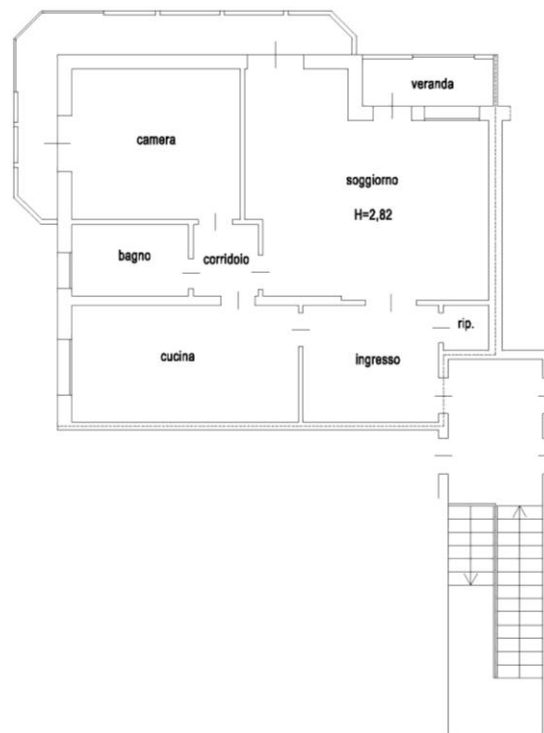 veranda
camera
soggiorno
H=2,82
bagno
corridoio
rip.
cucina
ingresso